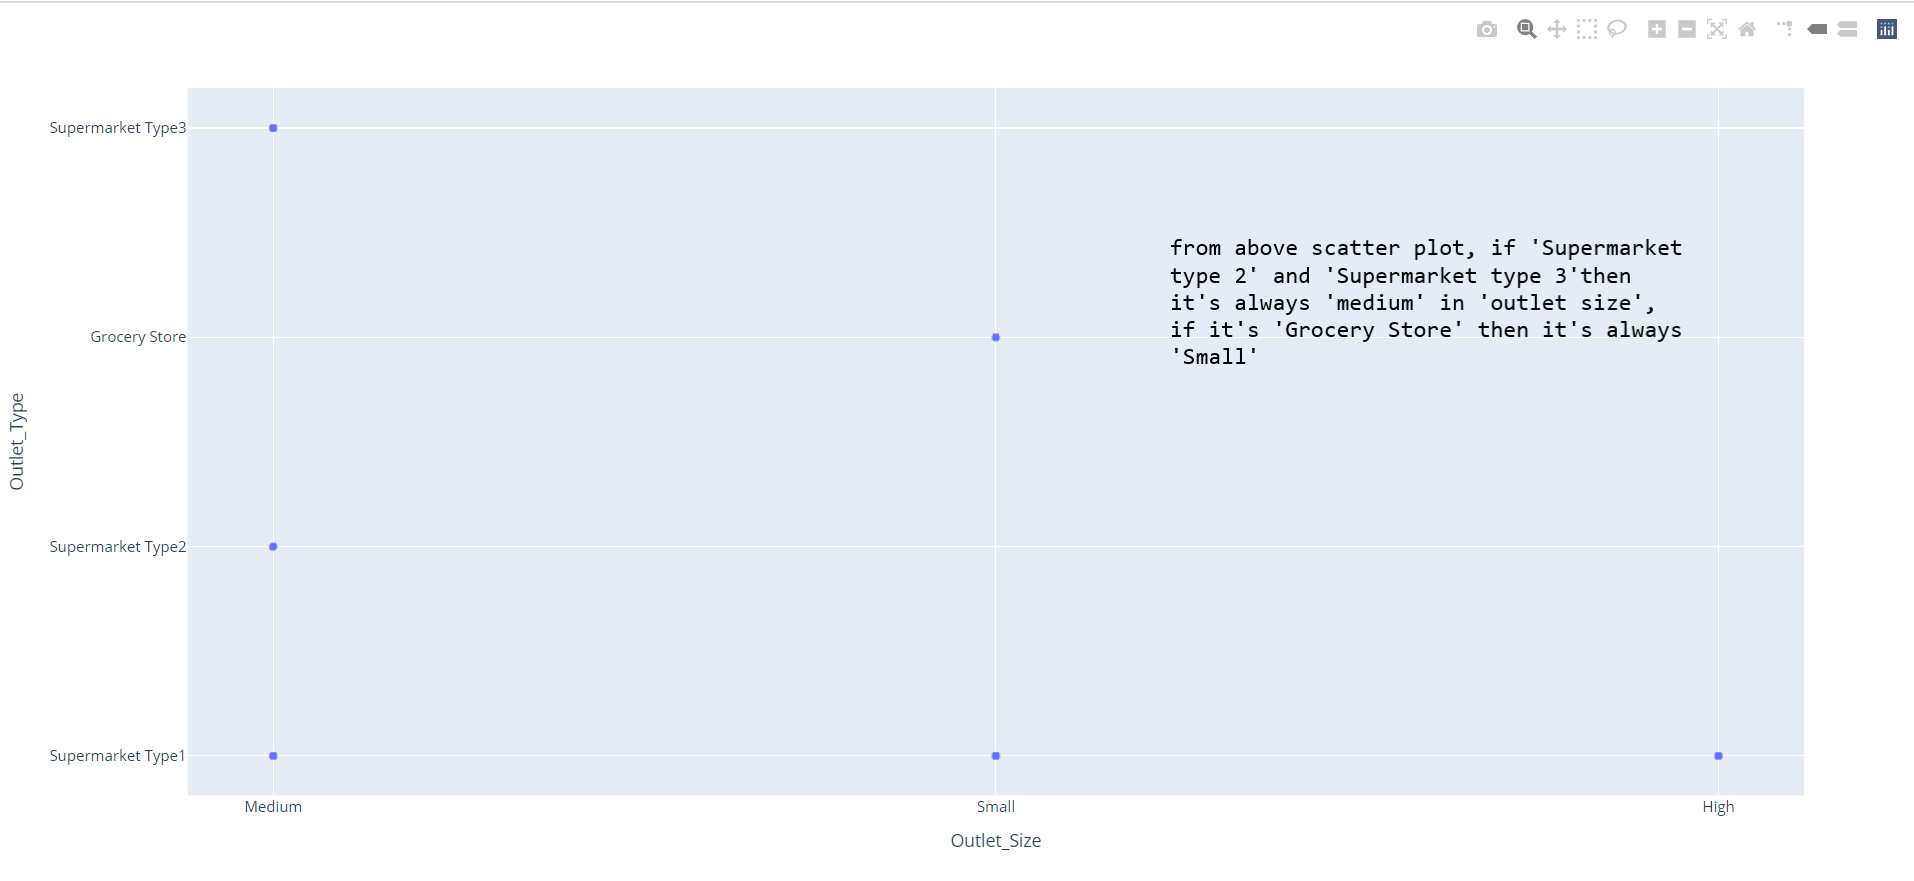 Supermarket Type3
Grocery Store
Supermarket Type2
Supermarket Type1
Outlet_Type
from above scatter plot, if 'Supermarket
type 2' and 'Supermarket type 3'then
it's always 'medium' in 'outlet size',
if it's 'Grocery Store' then it's always
'Small'
Medium
Small
High
Outlet_Size